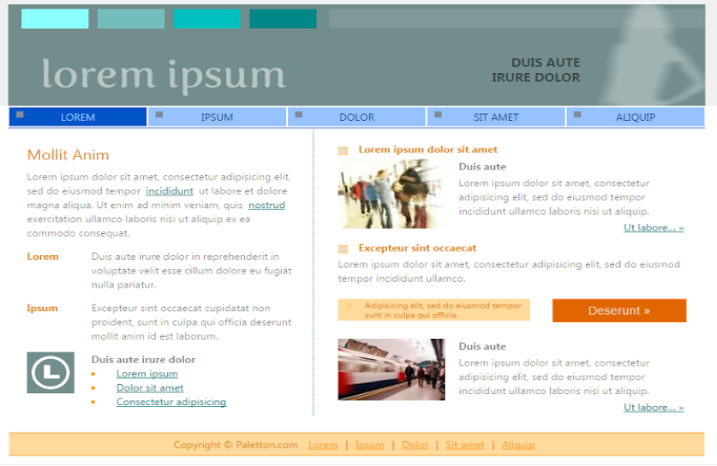 lorem ipsum
DUIS AUTE
IRURE DOLOR
LOREM
IPSUM
DOLOR
SIT AMET
ALIQUIP
Mollit Anim
Lorem ipsum dolor sit amet, consectetur adipisicing elit,
sed do eiusmod tempor incididunt ut labore et dolore
magna aliqua. Ut enim ad minim veniam, quis nostrud
exercitation ullamco laboris nisi ut aliquip ex ea
commodo consequat.
Lorem
Duis aute irure dolor in reprehenderit in
voluptate velit esse cillum dolore eu fugiat
nulla pariatur.
Ipsum
Excepteur sint occaecat cupidatat non
proident, sunt in culpa qui officia deserunt
mollit anim id est laborum.
Duis aute irure dolor
Lorem ipsum
Dolor sit amet
Consectetur adipisicing
Lorem ipsum dolor sit amet
Duis aute
Lorem ipsum dolor sit amet, consectetur
adipisicing elit, sed do eiusmod tempor
incididunt ullamco laboris nisi ut aliquip.
Ut labore... »
Excepteur sint occaecat
Lorem ipsum dolor sit amet, consectetur adipisicing elit, sed do eiusmod
tempor incididunt ullamco.
Adipisicing elit, sed do eiusmod tempor
sunt in culpa qui officia.
Deserunt »
Duis aute
Lorem ipsum dolor sit amet, consectetur
adipisicing elit, sed do eiusmod tempor
incididunt ullamco laboris nisi ut aliquip.
Ut labore... »
Copyright © Paletton.com Lorem | Ipsum | Dolor | Sit amet | Aliquip